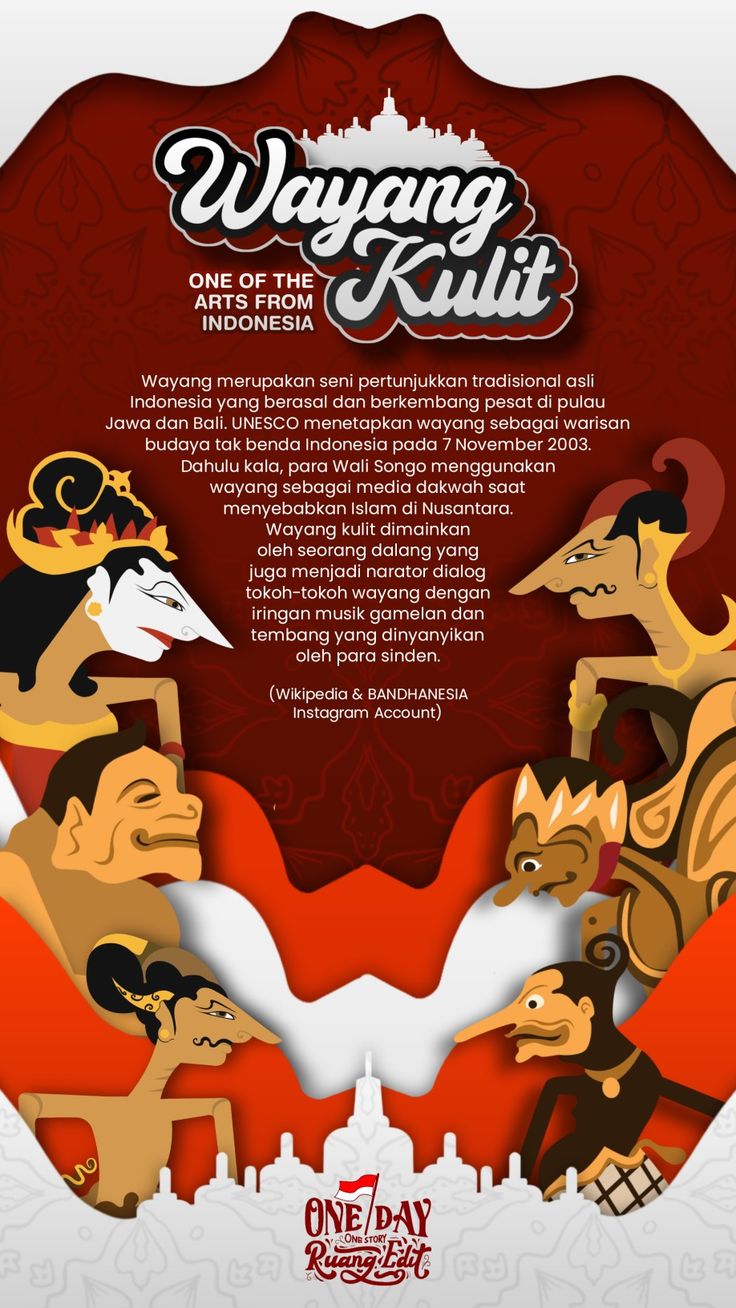 Wayang
Kulit
ONE OF THE
ARTS FROM
INDONESIA
Wayang merupakan seni pertunjukkan tradisional asli
Indonesia yang berasal dan berkembang pesat di pulau
Jawa dan Bali. UNESCO menetapkan wayang sebagai warisan
budaya tak benda Indonesia pada 7 November 2003.
Dahulu kala, para Wali Songo menggunakan
wayang sebagai media dakwah saat
menyebabkan Islam di Nusantara.
Wayang kulit dimainkan
oleh seorang dalang yang
juga menjadi narator dialog
tokoh-tokoh wayang dengan
iringan musik gamelan dan
tembang yang dinyanyikan
oleh para sinden.
(Wikipedia & BANDHANESIA
Instagram Account)
ONE DAY
ONE STORY
Ruang Edit